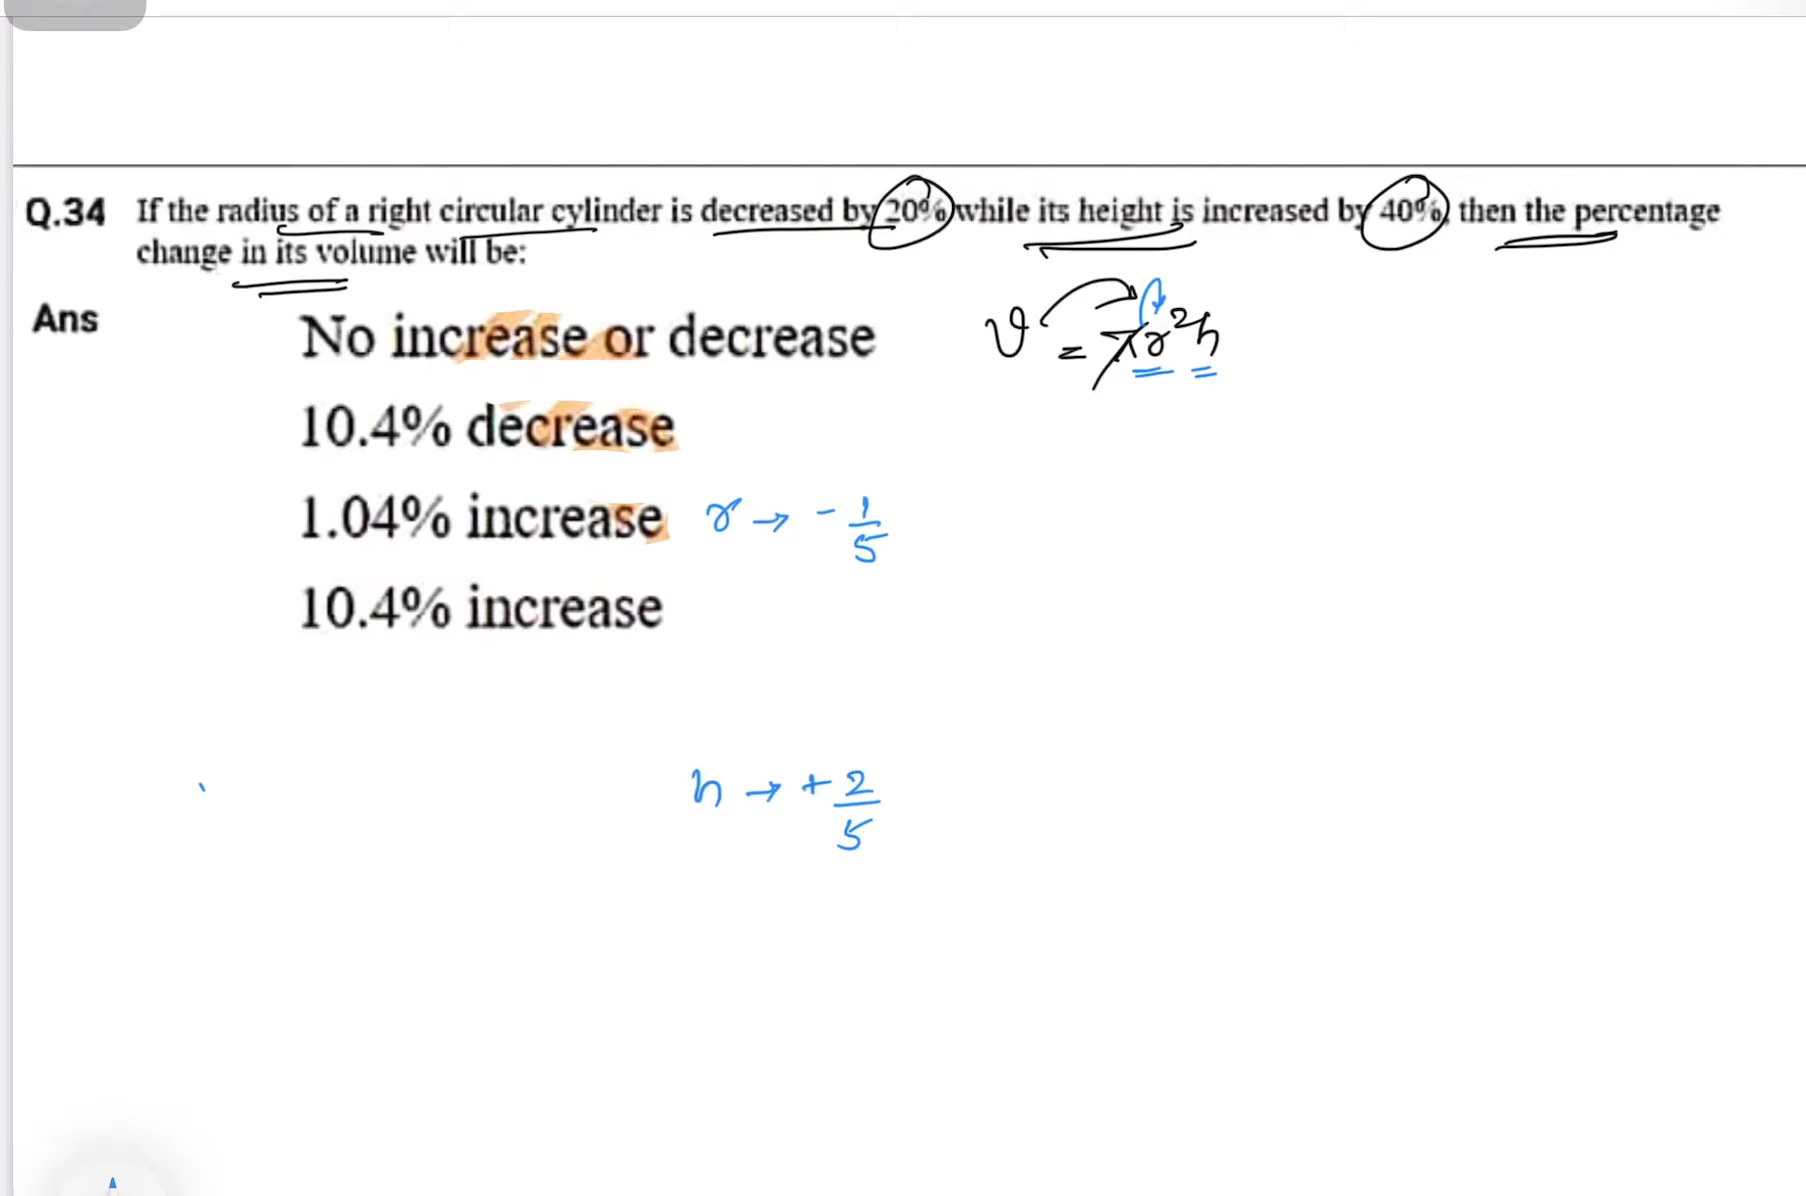 Q.34 If the radius of a right circular cylinder is decreased by 20% while its height is increased by 40%, then the percentage
change in its volume will be:
Ans
No increase or decrease
v = πr²h
10.4% decrease
1.04% increase
r → - 1/5
10.4% increase
h → + 2/5